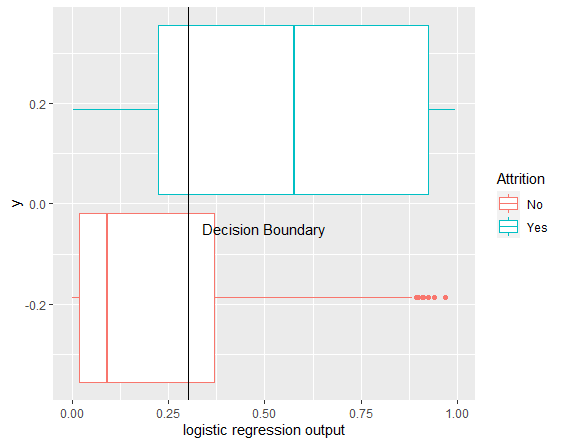 0.2
0.0
-0.2
y
Decision Boundary
0.00 0.25 0.50 0.75 1.00
logistic regression output
Attrition
No
Yes